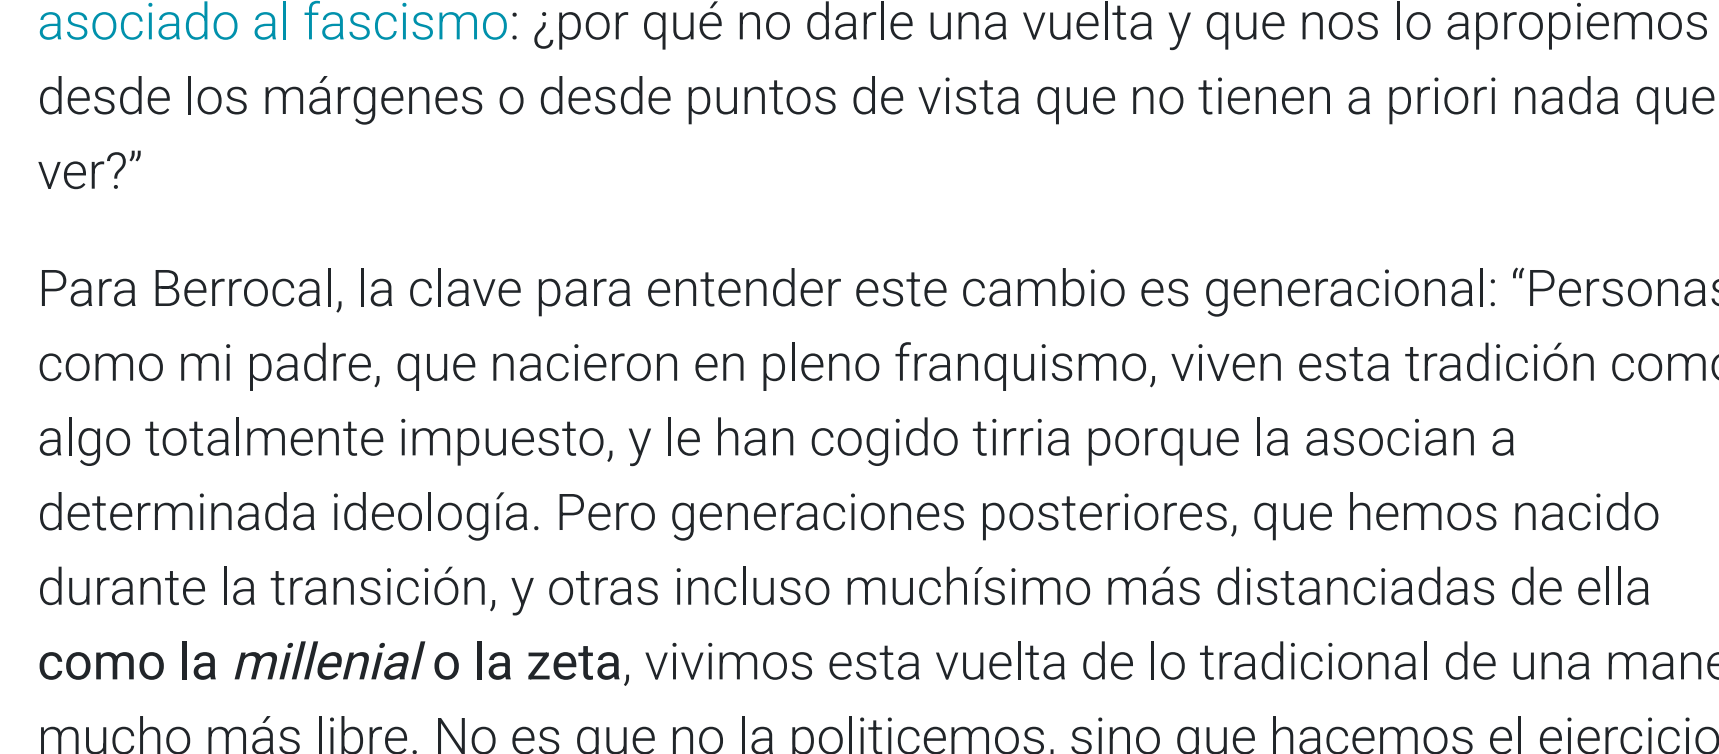 asociado al fascismo: ¿por qué no darle una vuelta y que nos lo apropiemos
desde los márgenes o desde puntos de vista que no tienen a priori nada que
ver?”
Para Berrocal, la clave para entender este cambio es generacional: “Personas
como mi padre, que nacieron en pleno franquismo, viven esta tradición como
algo totalmente impuesto, y le han cogido tirria porque la asocian a
determinada ideología. Pero generaciones posteriores, que hemos nacido
durante la transición, y otras incluso muchísimo más distanciadas de ella
como la millenial o la zeta, vivimos esta vuelta de lo tradicional de una mane
mucho más libre. No es que no la politicemos, sino que hacemos el ejercicio